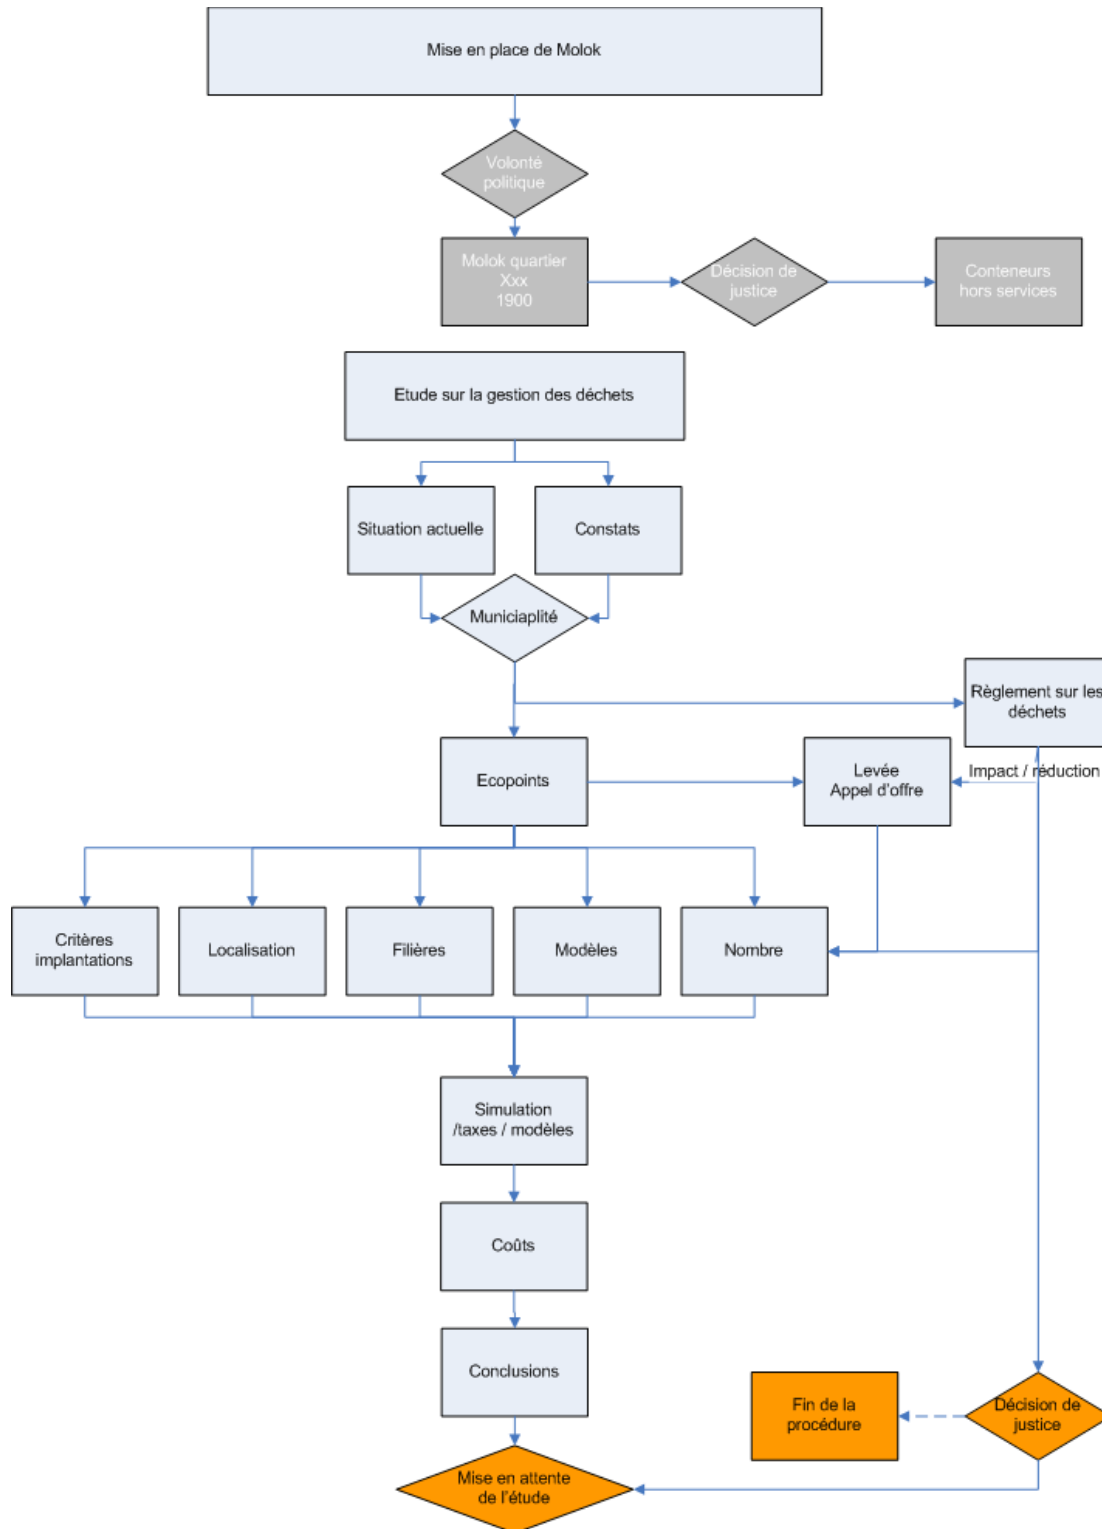 Mise en place de Molok
Volonté
politique
Molok quartier
Xxx
1900
Décision de
justice
Conteneurs
hors services
Etude sur la gestion des déchets
Situation actuelle
Constats
Municiaplité
Règlement sur les
déchets
Ecopoints
Levée
Appel d'offre
Impact / réduction
Critères
implantations
Localisation
Filières
Modèles
Nombre
Simulation
/taxes / modèles
Coûts
Conclusions
Fin de la
procédure
Décision de
justice
Mise en attente
de l'étude